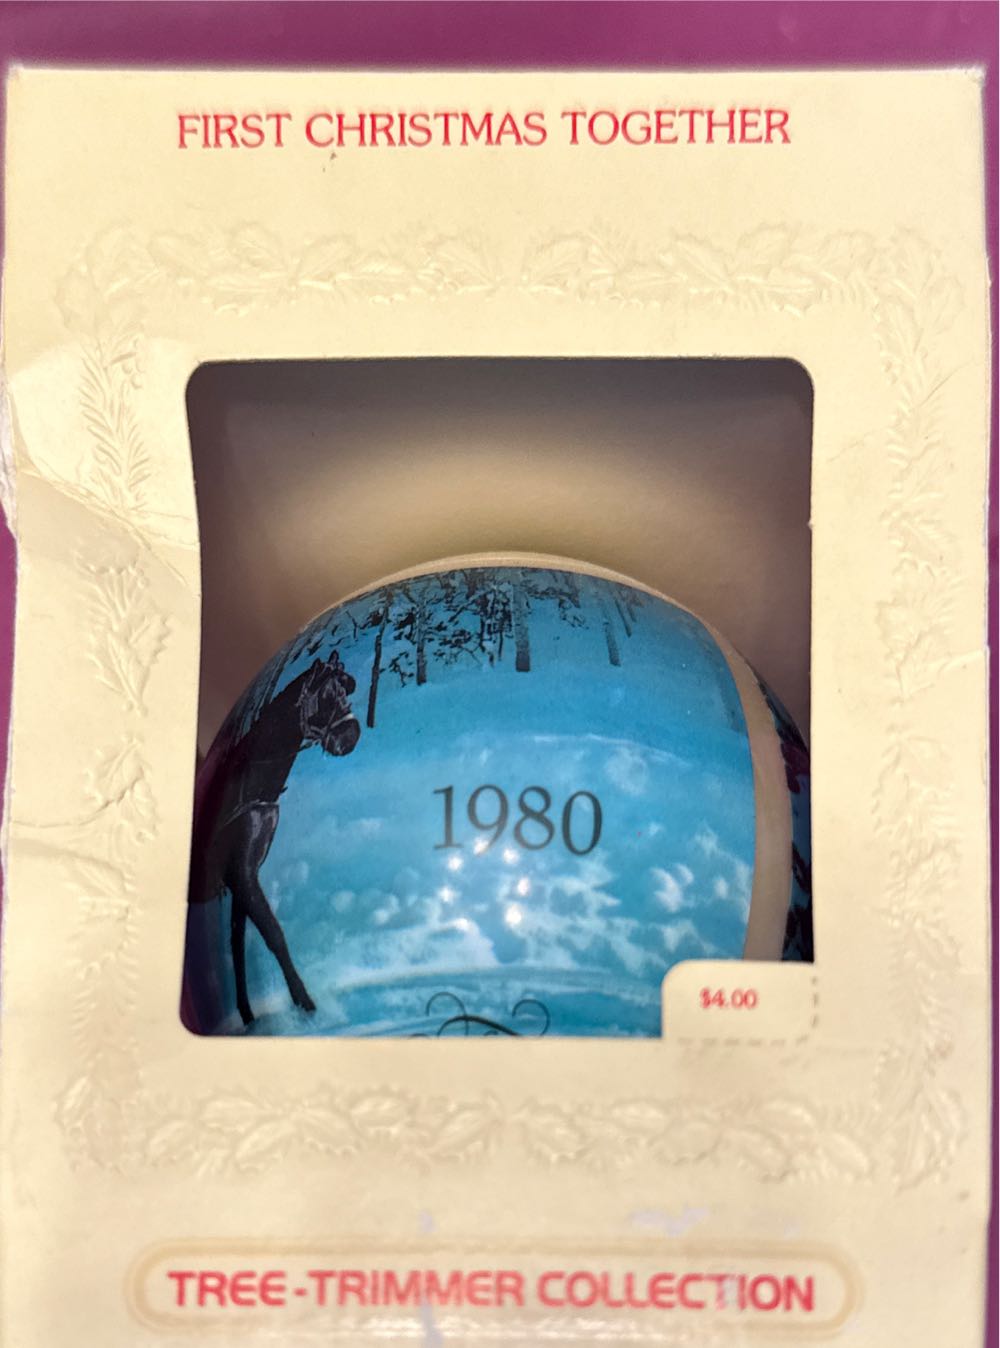 FIRST CHRISTMAS TOGETHER
1980
$4.00
TREE-TRIMMER COLLECTION